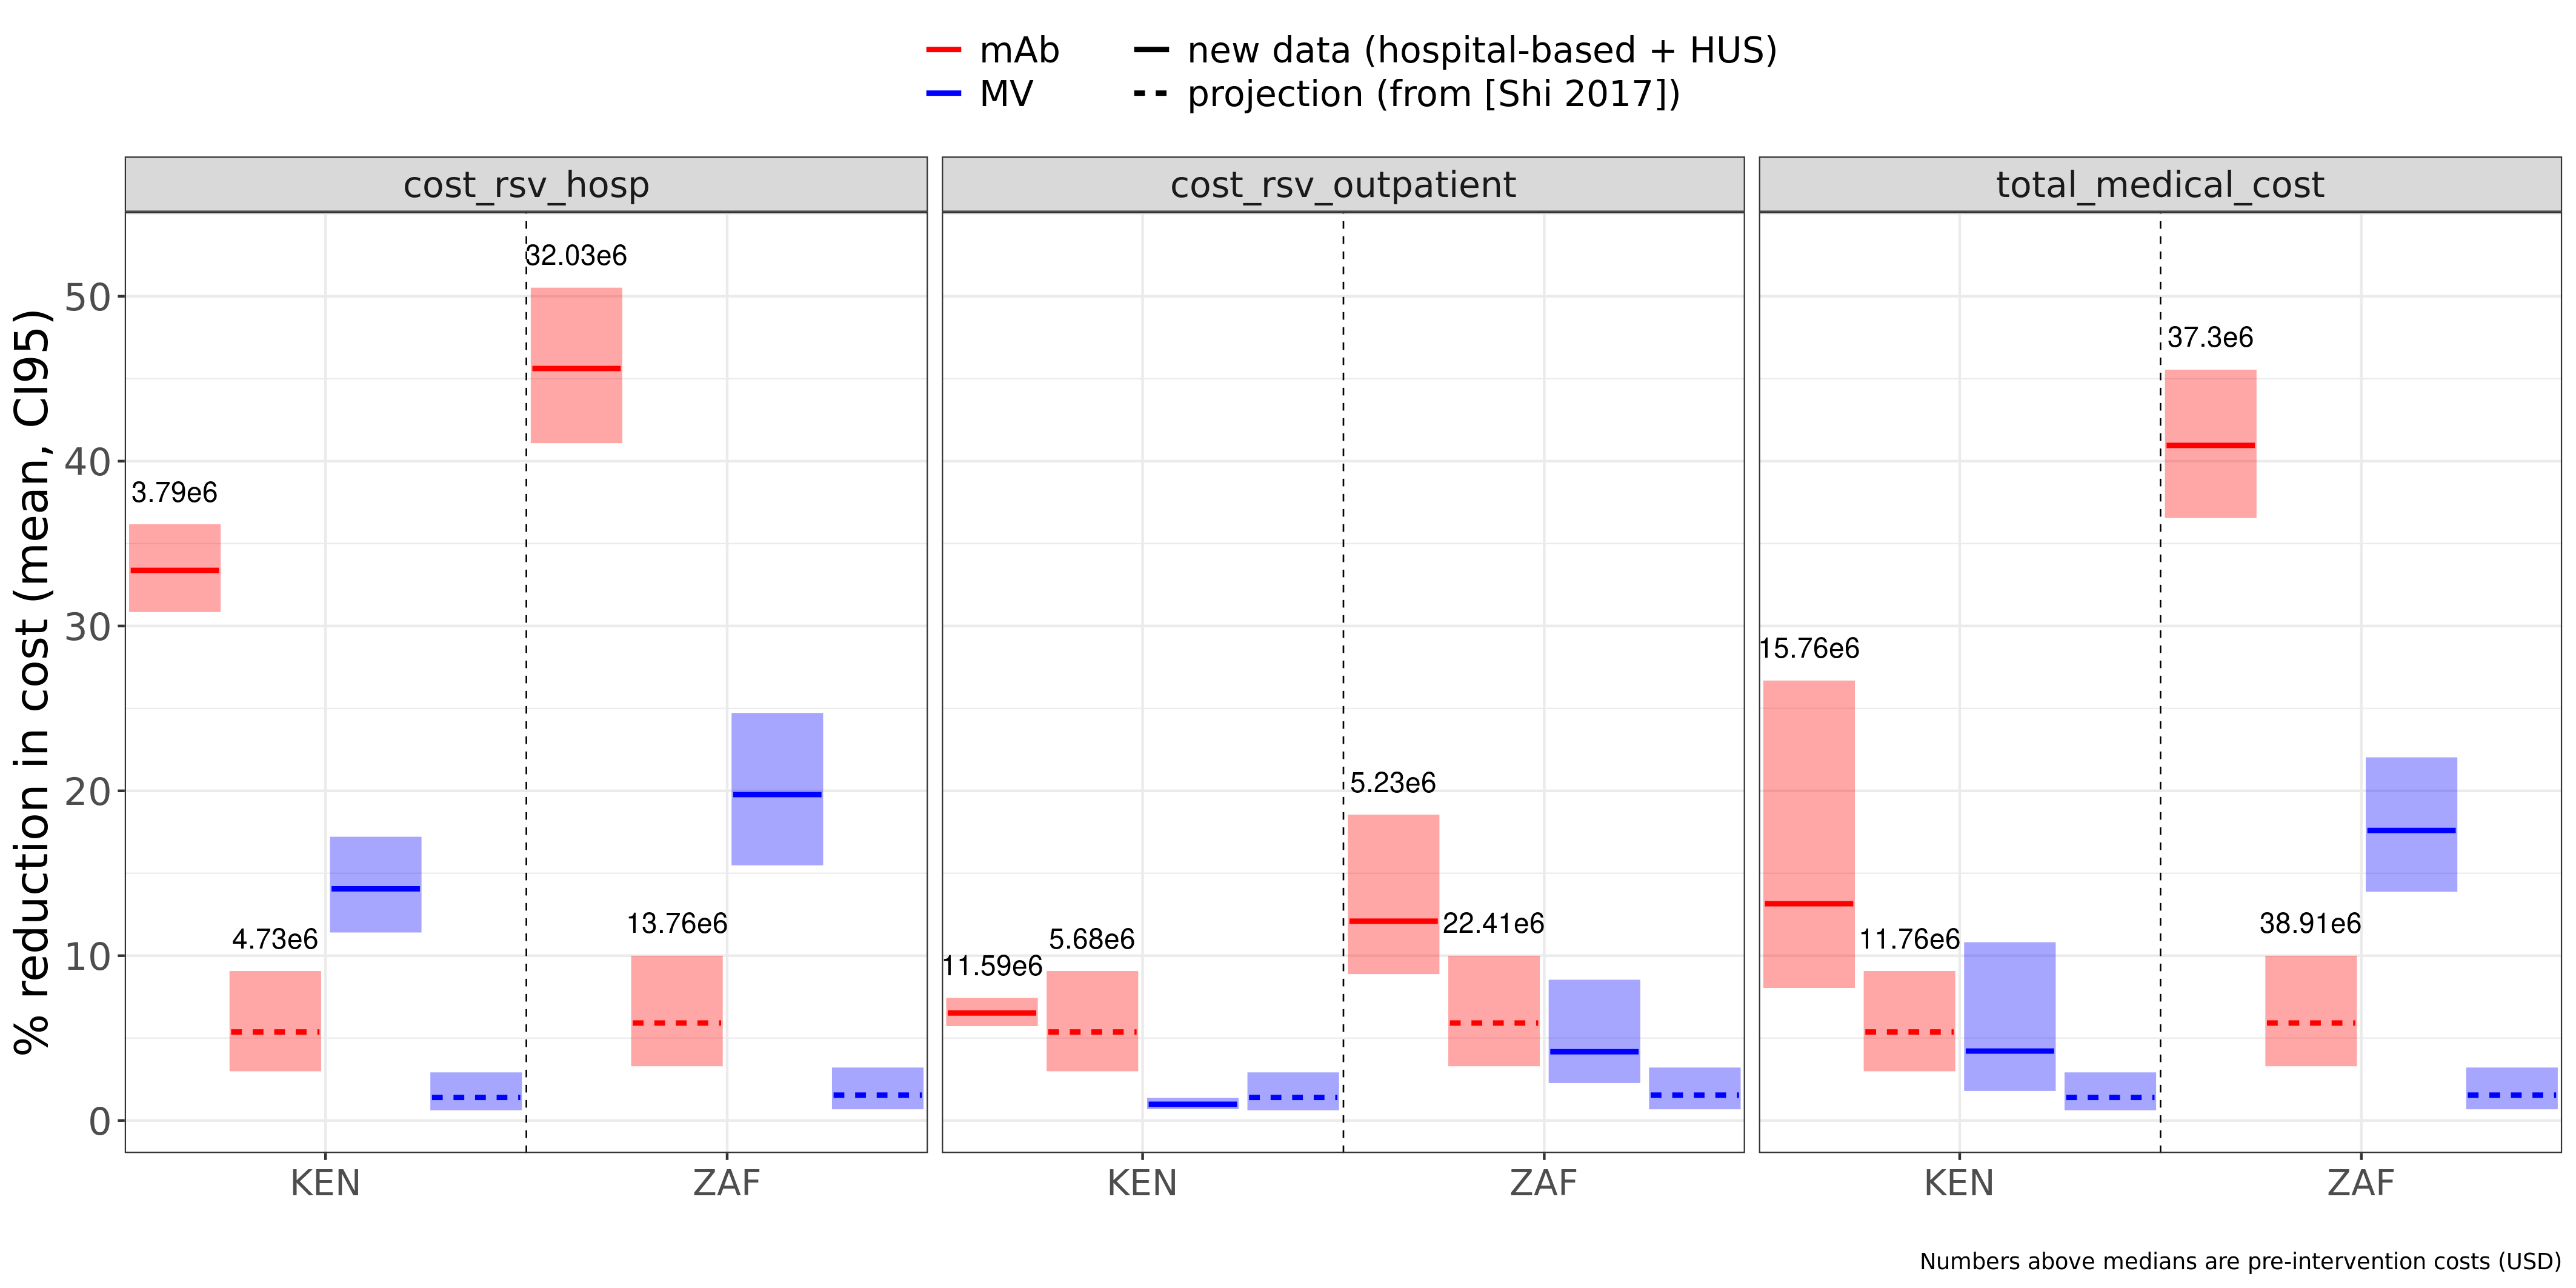 mAb
MV
new data (hospital-based + HUS)
projection (from [Shi 2017])
% reduction in cost (mean, CI95)
cost_rsv_hosp
cost_rsv_outpatient
total_medical_cost
50
40
30
20
10
0
3.79e6
4.73e6
32.03e6
13.76e6
11.59e6
5.68e6
5.23e6
22.41e6
15.76e6
11.76e6
37.3e6
38.91e6
KEN
ZAF
KEN
ZAF
KEN
ZAF
Numbers above medians are pre-intervention costs (USD)